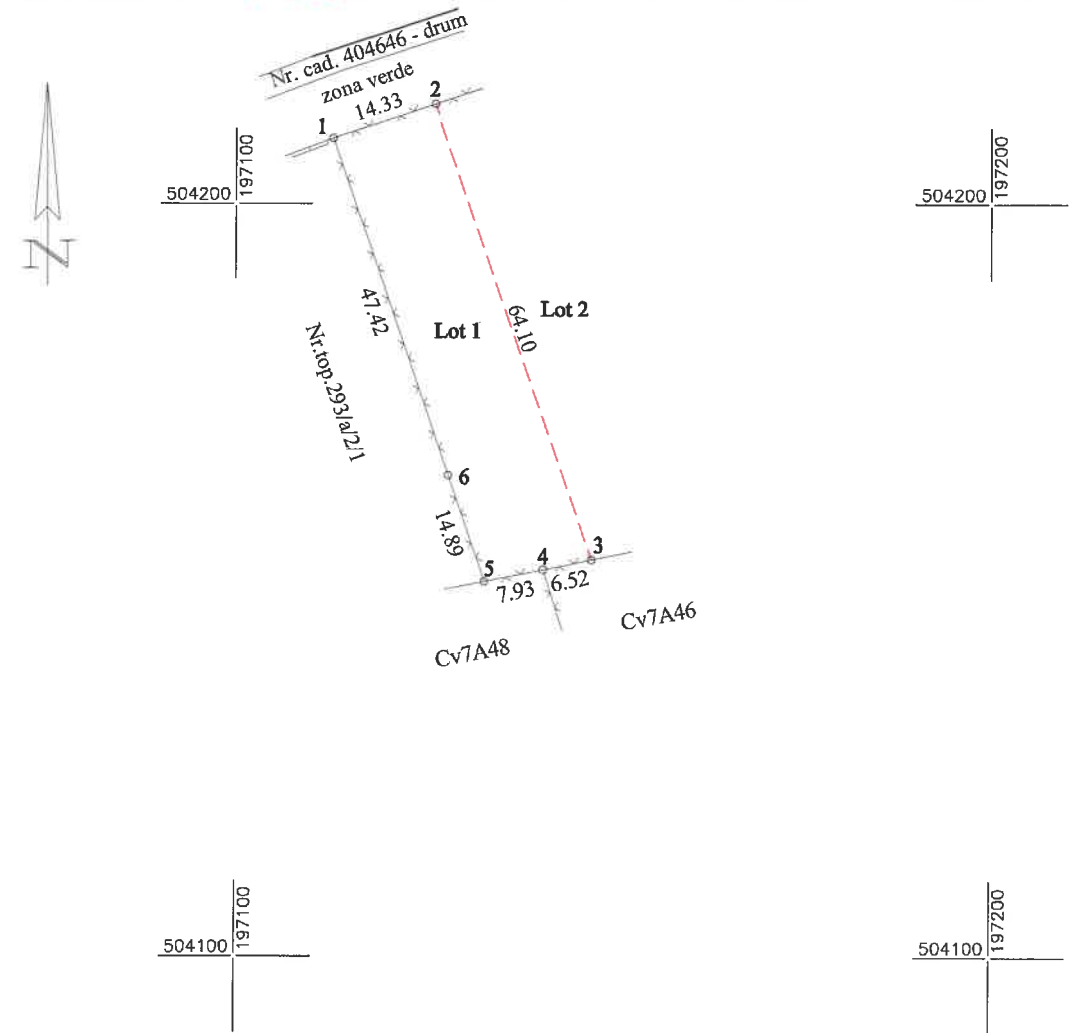 Nr. cad. 404646 - drum
zona verde
14.33
2
1
197100
504200
197200
504200
N
47.42
Nr.top.293/a/2/1
Lot 1
64.10
Lot 2
6
14.89
5
4
3
7.93
6.52
Cv7A48
Cv7A46
197100
504100
197200
504100